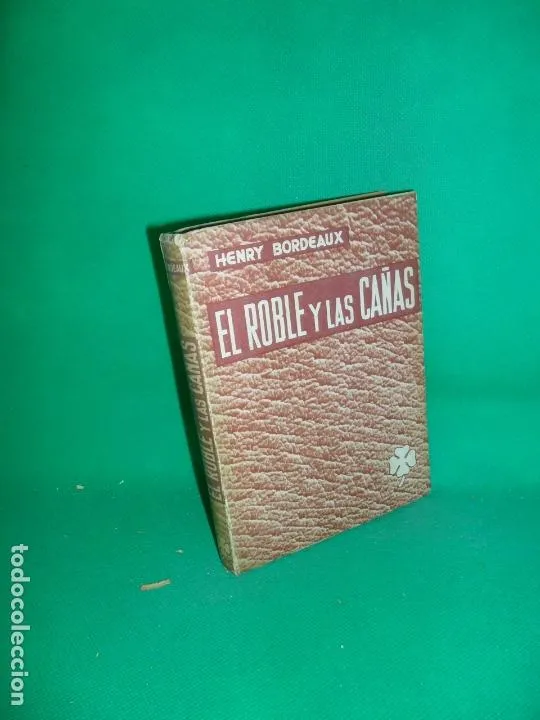 HENRY BORDEAUX
EL ROBLE Y LAS CAÑAS
EL ROBLE Y LAS CAÑAS
todocoleccion